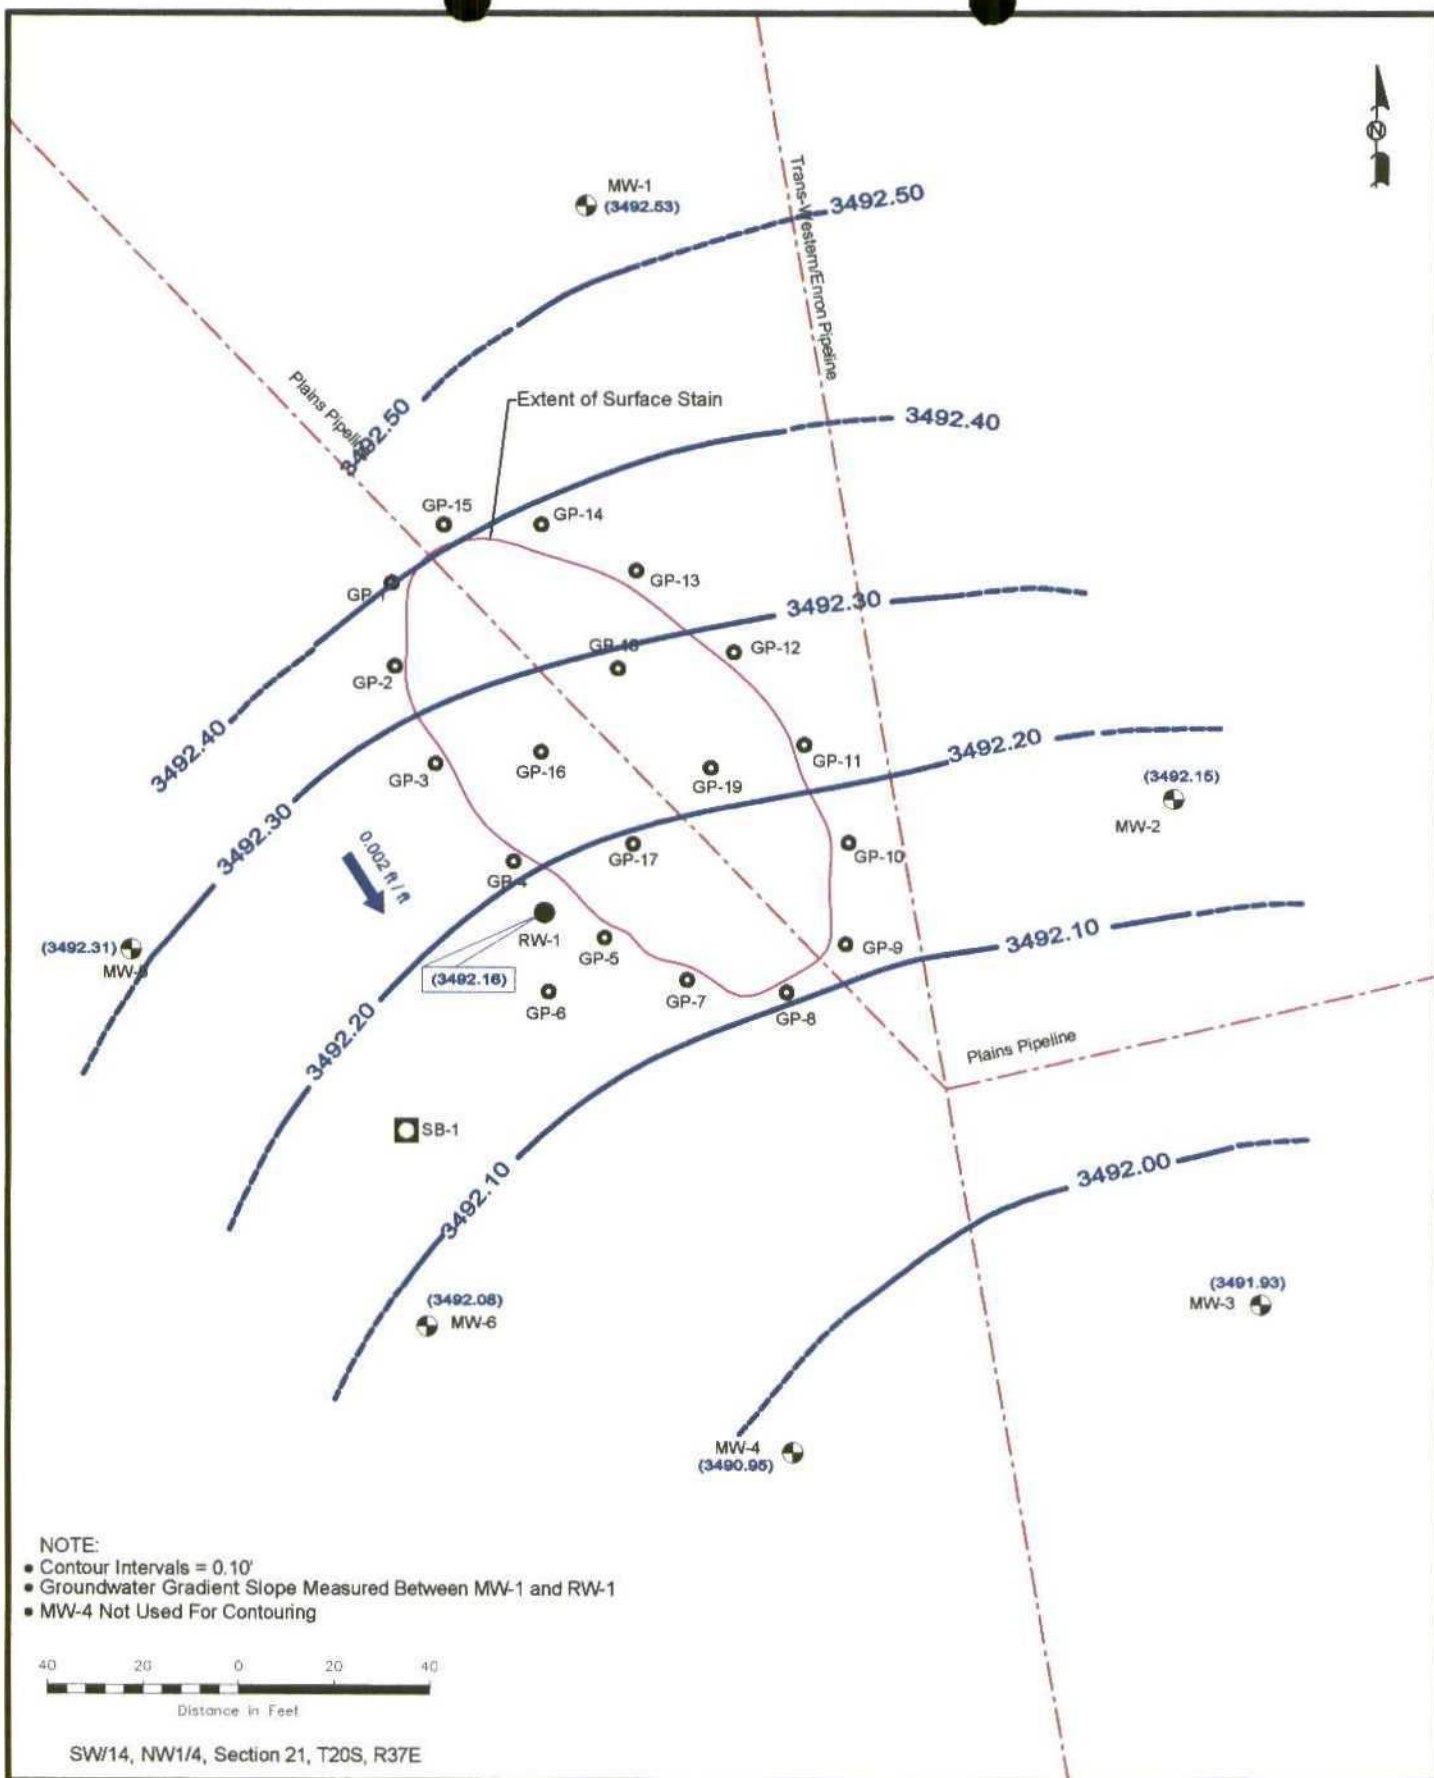 MW-1
(3492.53)
3492.50
Trans-Western/Enron Pipeline
N
Plains Pipeline
3492.50
Extent of Surface Stain
3492.40
GP-15
GP-14
GP-13
GP-1
3492.30
GP-12
GP-2
3492.40
GP-16
GP-3
GP-19
GP-11
3492.20
(3492.15)
MW-2
3492.30
0.002 ft / ft
GP-17
GP-10
GP-4
RW-1
(3492.16)
GP-5
GP-9
3492.10
(3492.31)
GP-6
GP-7
GP-8
3492.20
Plains Pipeline
SB-1
3492.10
3492.00
(3492.08)
MW-6
(3491.93)
MW-3
MW-4
(3490.95)
NOTE:
• Contour Intervals = 0.10'
• Groundwater Gradient Slope Measured Between MW-1 and RW-1
• MW-4 Not Used For Contouring
40 20 0 20 40
Distance in Feet
SW/14, NW1/4, Section 21, T20S, R37E